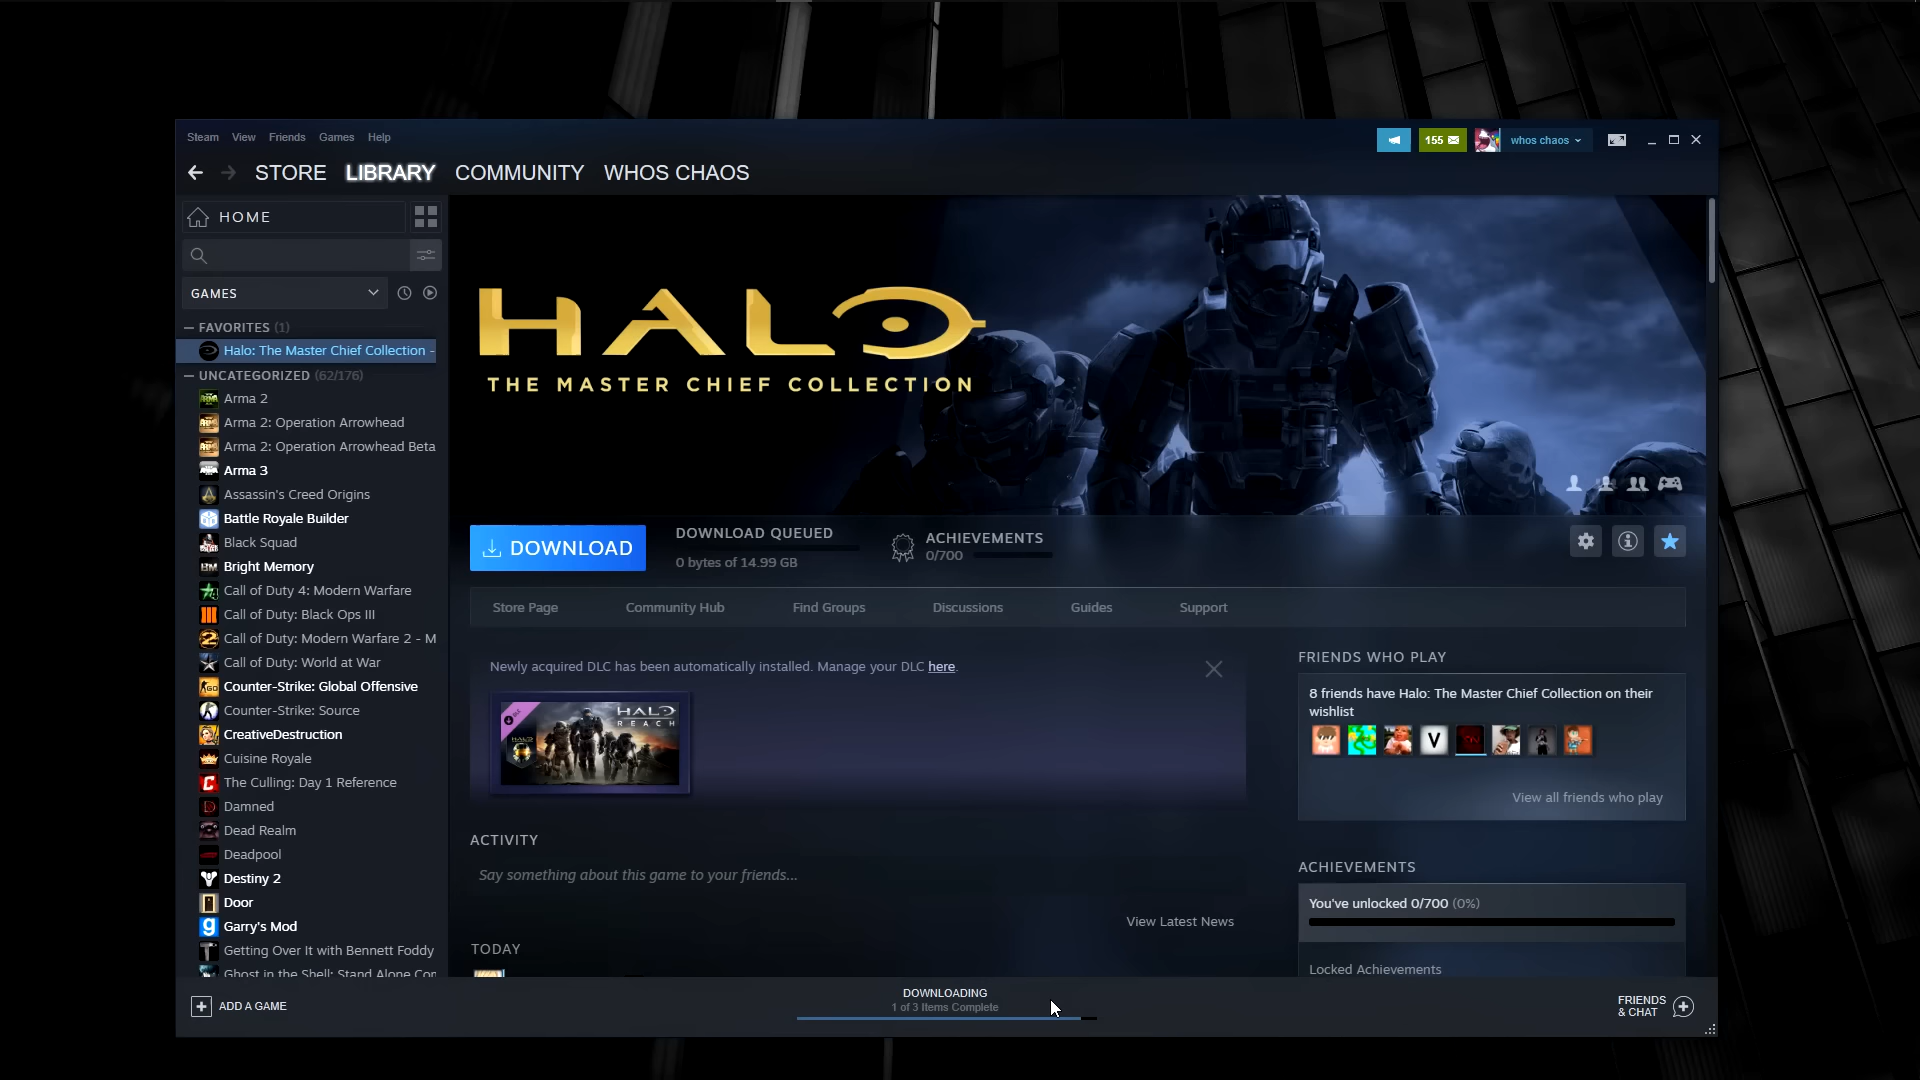 Steam View Friends Games Help
155
whos chaos
STORE LIBRARY COMMUNITY WHOS CHAOS
HOME
GAMES
— FAVORITES (1)
Halo: The Master Chief Collection -
— UNCATEGORIZED (62/176)
Arma 2
Arma 2: Operation Arrowhead
Arma 2: Operation Arrowhead Beta
Arma 3
Assassin's Creed Origins
Battle Royale Builder
Black Squad
Bright Memory
Call of Duty 4: Modern Warfare
Call of Duty: Black Ops III
Call of Duty: Modern Warfare 2 - M
Call of Duty: World at War
Counter-Strike: Global Offensive
Counter-Strike: Source
CreativeDestruction
Cuisine Royale
The Culling: Day 1 Reference
Damned
Dead Realm
Deadpool
Destiny 2
Door
Garry's Mod
Getting Over It with Bennett Foddy
Ghost in the Shell: Stand Alone Con
ADD A GAME
HALO
THE MASTER CHIEF COLLECTION
DOWNLOAD
DOWNLOAD QUEUED
0 bytes of 14.99 GB
ACHIEVEMENTS
0/700
Store Page Community Hub Find Groups Discussions Guides Support
Newly acquired DLC has been automatically installed. Manage your DLC here.
HALO
REACH
ACTIVITY
Say something about this game to your friends...
View Latest News
TODAY
FRIENDS WHO PLAY
8 friends have Halo: The Master Chief Collection on their
wishlist
V
View all friends who play
ACHIEVEMENTS
You've unlocked 0/700 (0%)
Locked Achievements
DOWNLOADING
1 of 3 Items Complete
FRIENDS
& CHAT